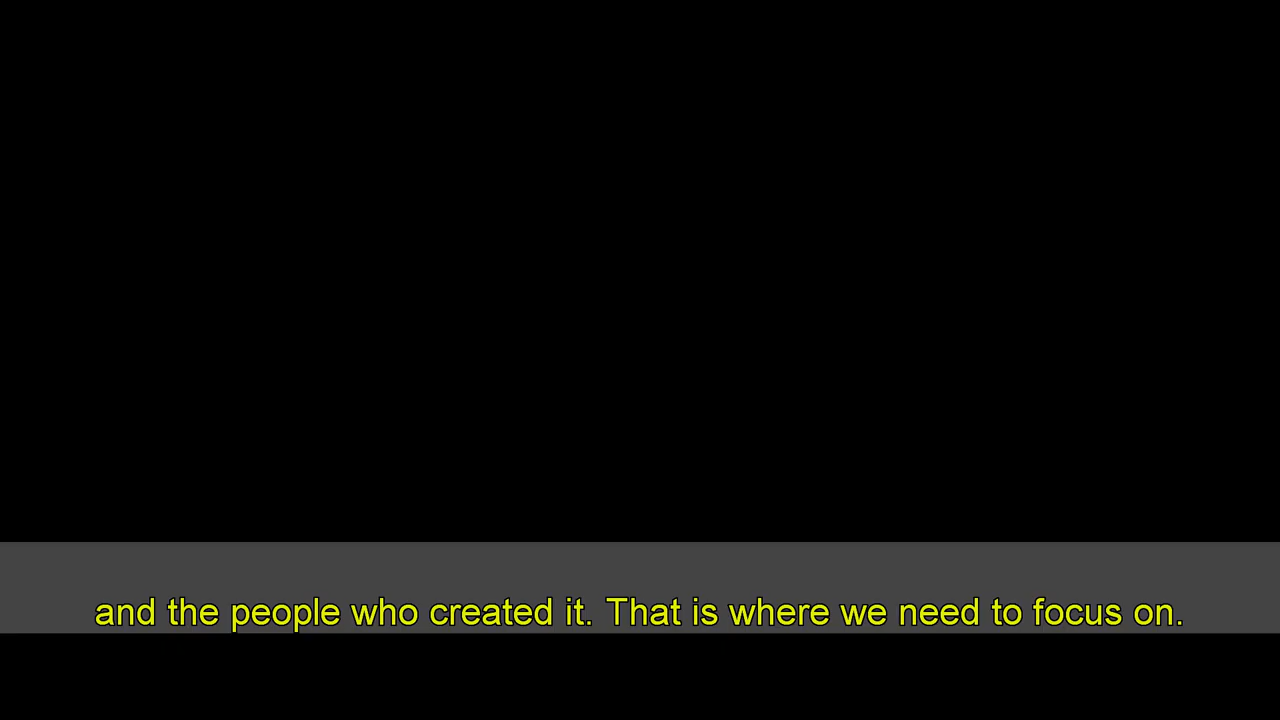 and the people who created it. That is where we need to focus on.